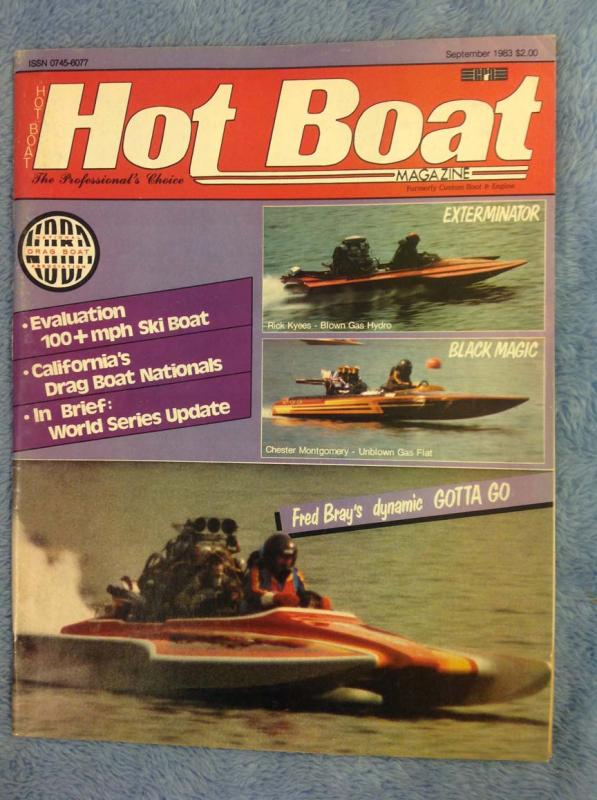 ISSN 0745-6077
September 1983 $2.00
HOT BOAT
Hot Boat
MAGAZINE
The Professional's Choice
Formerly Custom Boat & Engine
NATIONAL
DRAG BOAT
ASSOCIATION
EXTERMINATOR
Rick Kyees - Blown Gas Hydro
• Evaluation
100+mph Ski Boat
• California's
Drag Boat Nationals
• In Brief:
World Series Update
BLACK MAGIC
Chester Montgomery - Unblown Gas Flat
Fred Bray's dynamic GOTTA GO